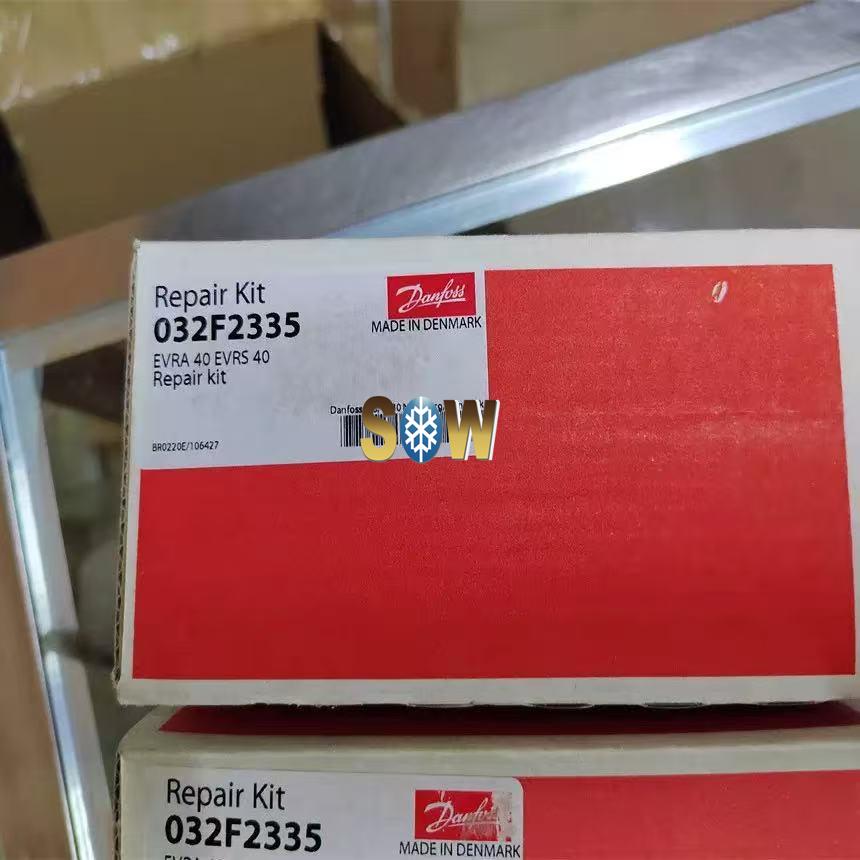 Repair Kit
Danfoss
032F2335
MADE IN DENMARK
EVRA 40 EVRS 40
Repair kit
Danfoss
SOW
BR0220E/106427
Repair Kit
032F2335
Danfoss
MADE IN DENMARK